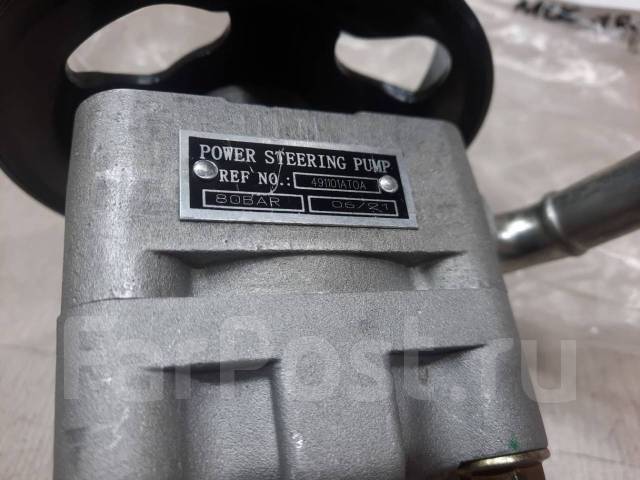 POWER STEERING PUMP
REF NO.: 491101AT0A
80BAR 06/21
FarPost.ru